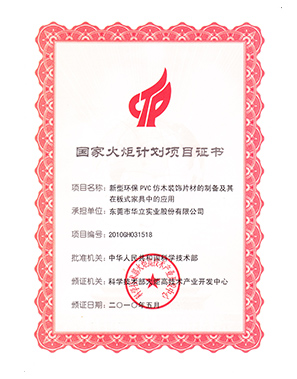 CTP
国家火炬计划项目证书
项目名称：新型环保 PVC 仿木装饰片材的制备及其
在板式家具中的应用
承担单位：东莞市华立实业股份有限公司
项目编号：2010GH031518
批准机关：中华人民共和国科学技术部
颁证机关：科学技术部火炬高技术产业开发中心
颁证日期：二〇一〇年五月